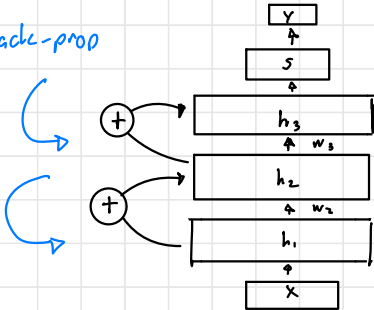 Y
ack-prop
S
+
h₃
w₃
h₂
+
w₂
h₁
X